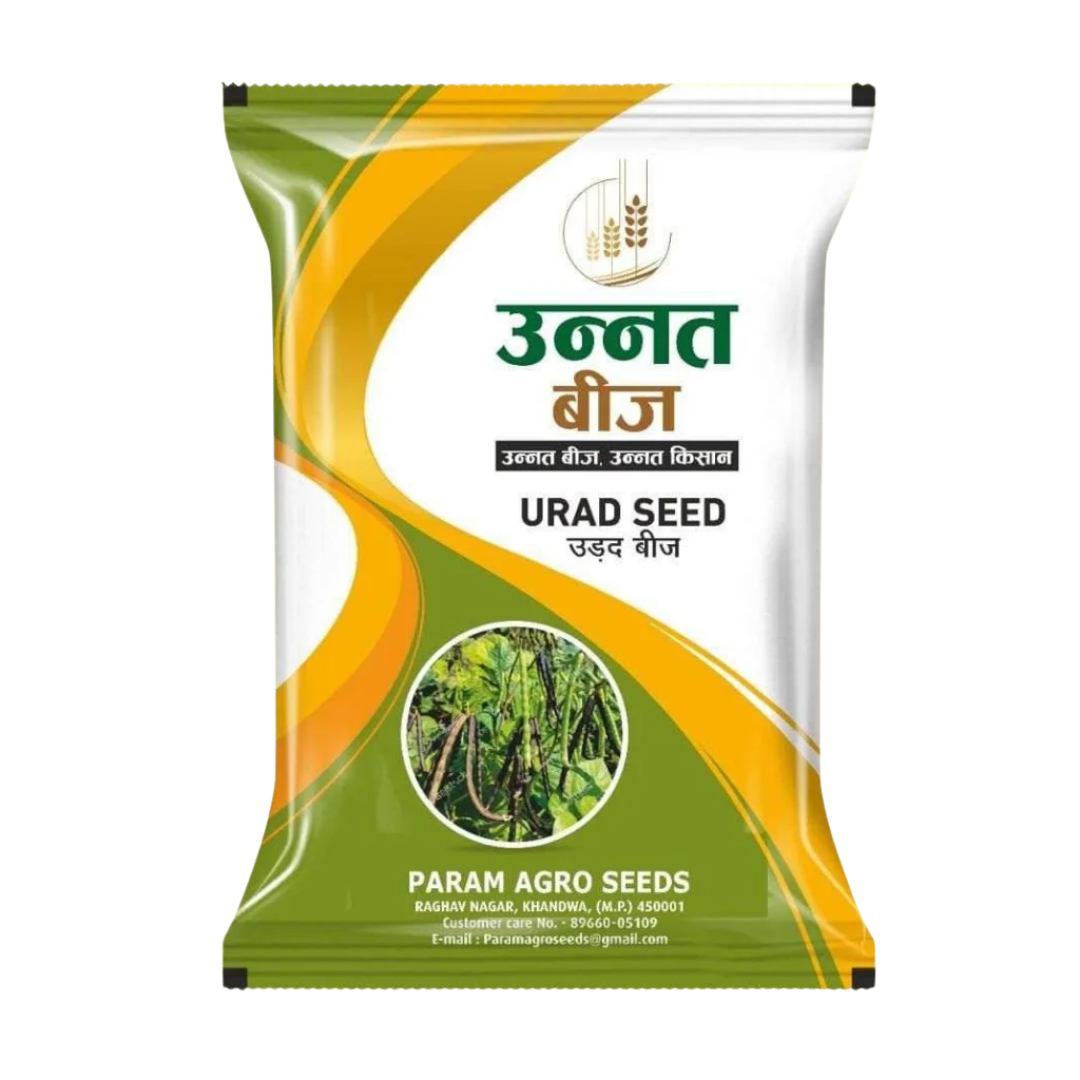 उन्नत
बीज
उन्नत बीज, उन्नत किसान
URAD SEED
उड़द बीज
PARAM AGRO SEEDS
RAGHAV NAGAR, KHANDWA, (M.P.) 450001
Customer care No. - 89660-05109
E-mail : Paramagroseeds@gmail.com